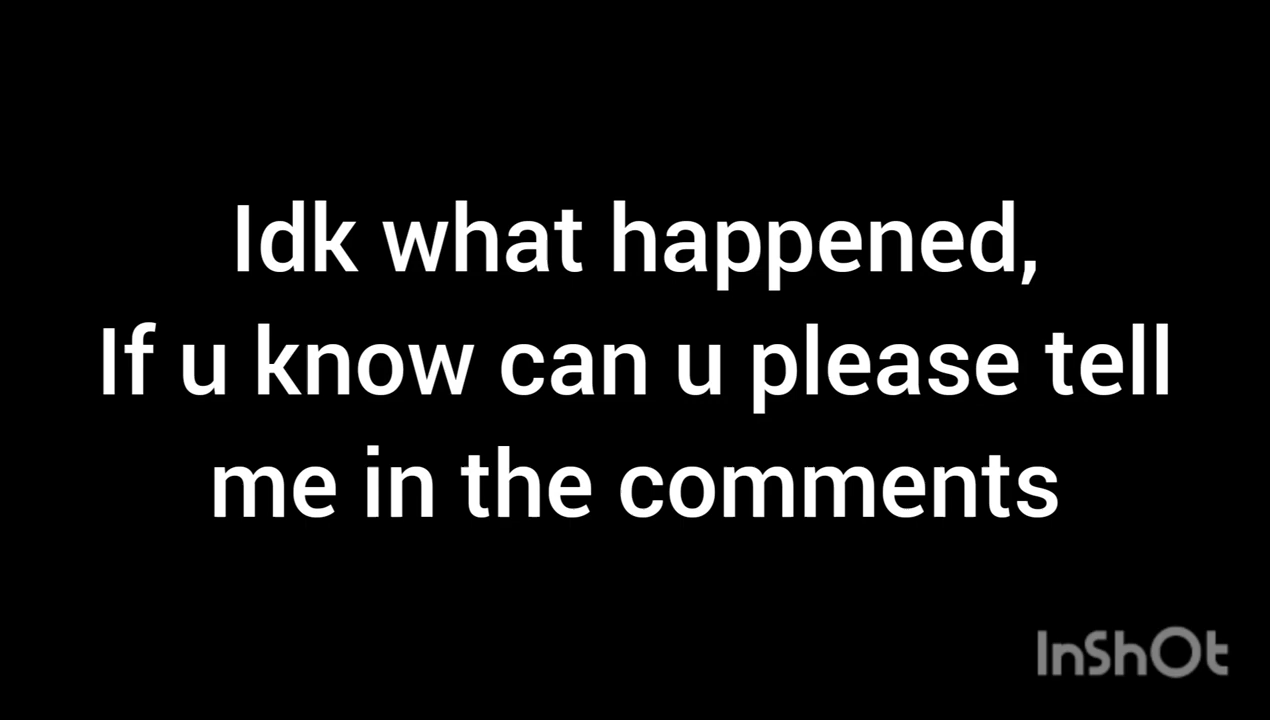 Idk what happened,
If u know can u please tell
me in the comments
InShOt